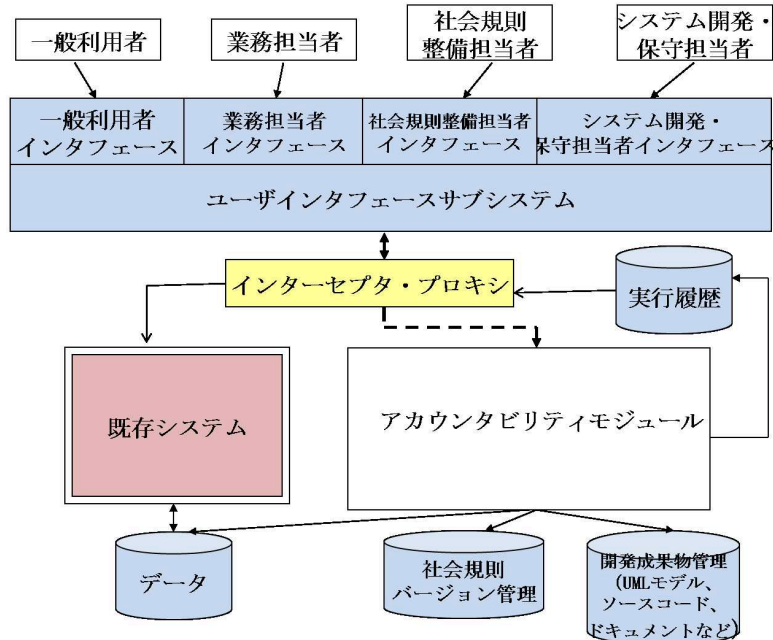 一般利用者
業務担当者
社会規則
整備担当者
システム開発・
保守担当者
一般利用者
インタフェース
業務担当者
インタフェース
社会規則整備担当者
インタフェース
システム開発・
保守担当者インタフェース
ユーザインタフェースサブシステム
インターセプタ・プロキシ
実行履歴
既存システム
アカウンタビリティモジュール
データ
社会規則
バージョン管理
開発成果物管理
(UMLモデル、
ソースコード、
ドキュメントなど)